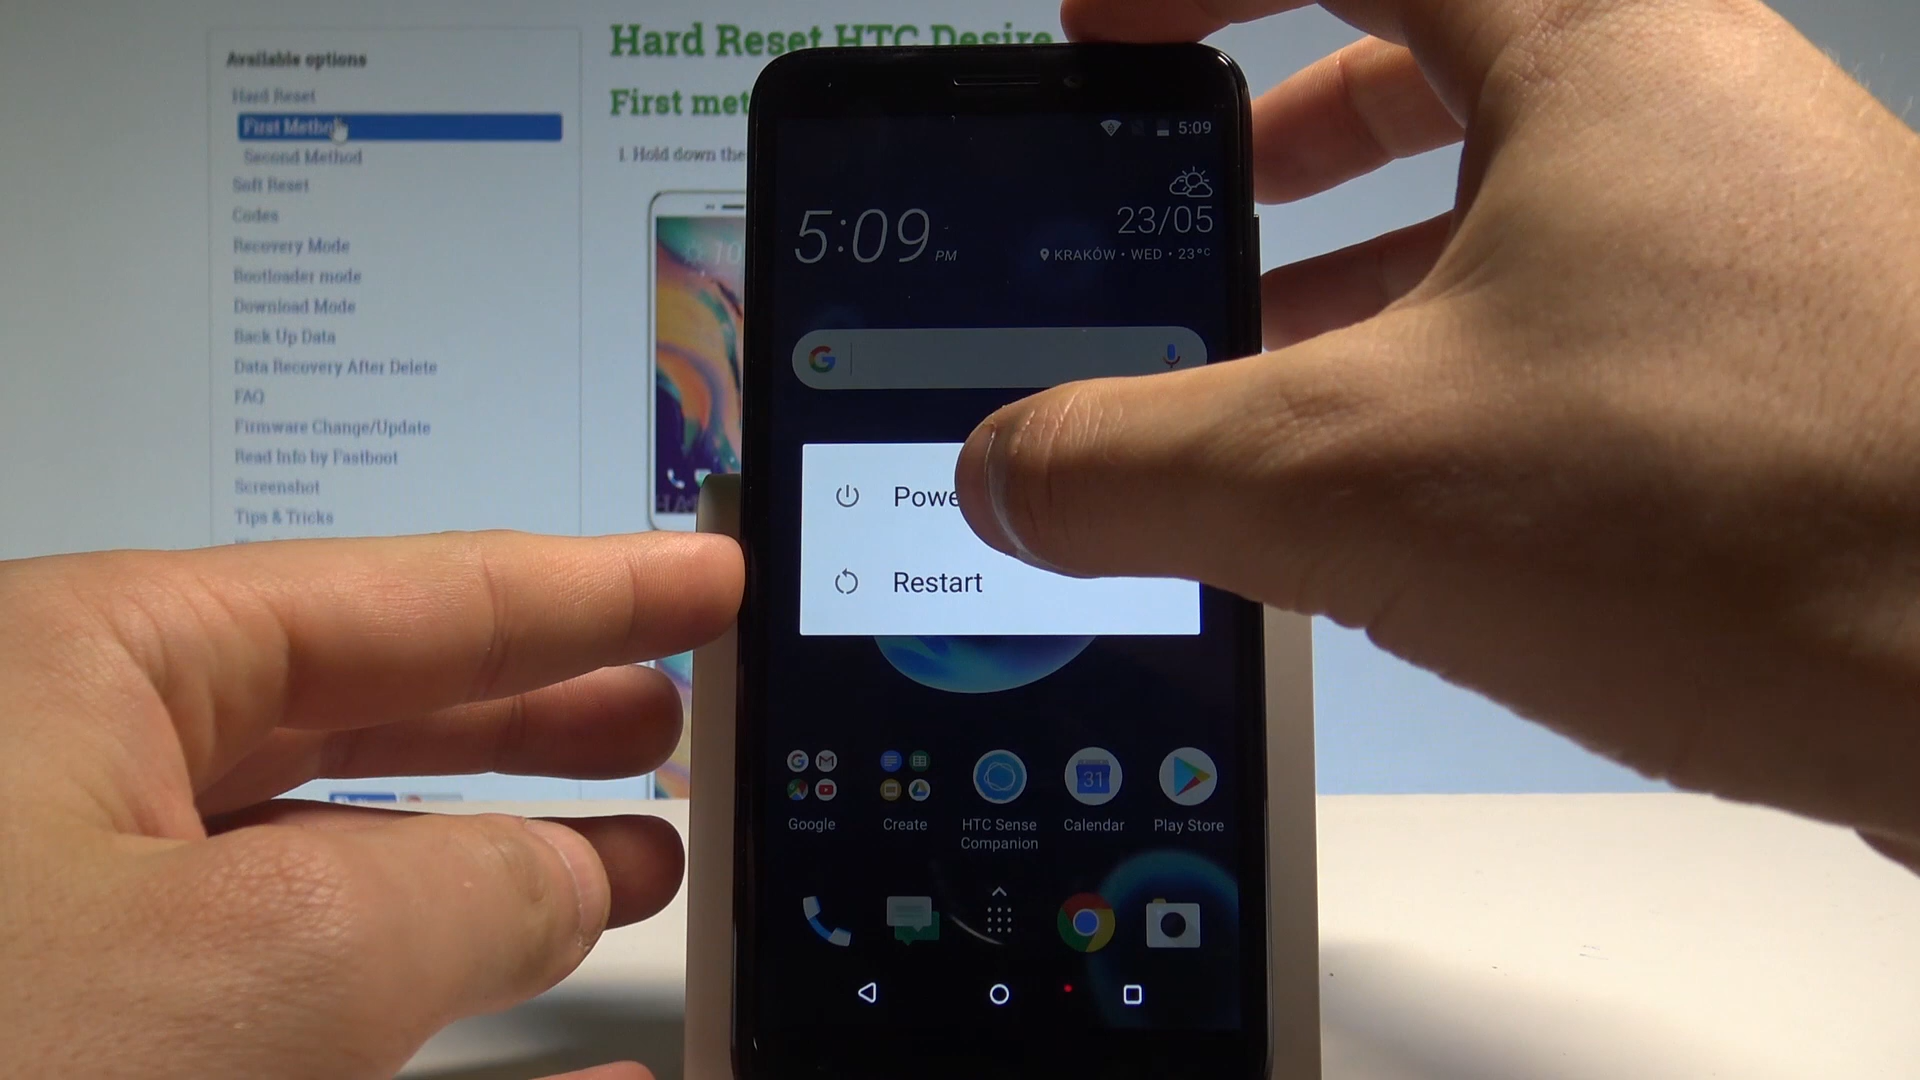 Available options
Hard Reset
First Method
Second Method
Soft Reset
Codes
Recovery Mode
Bootloader mode
Download Mode
Back Up Data
Data Recovery After Delete
FAQ
Firmware Change/Update
Read Info by Fastboot
Screenshot
Tips & Tricks
Hard Reset HTC Desire
First met
1. Hold down the
10
5:09
5:09 PM
23/05
KRAKÓW • WED • 23°C
Powe
Restart
31
Google
Create
HTC Sense
Companion
Calendar
Play Store